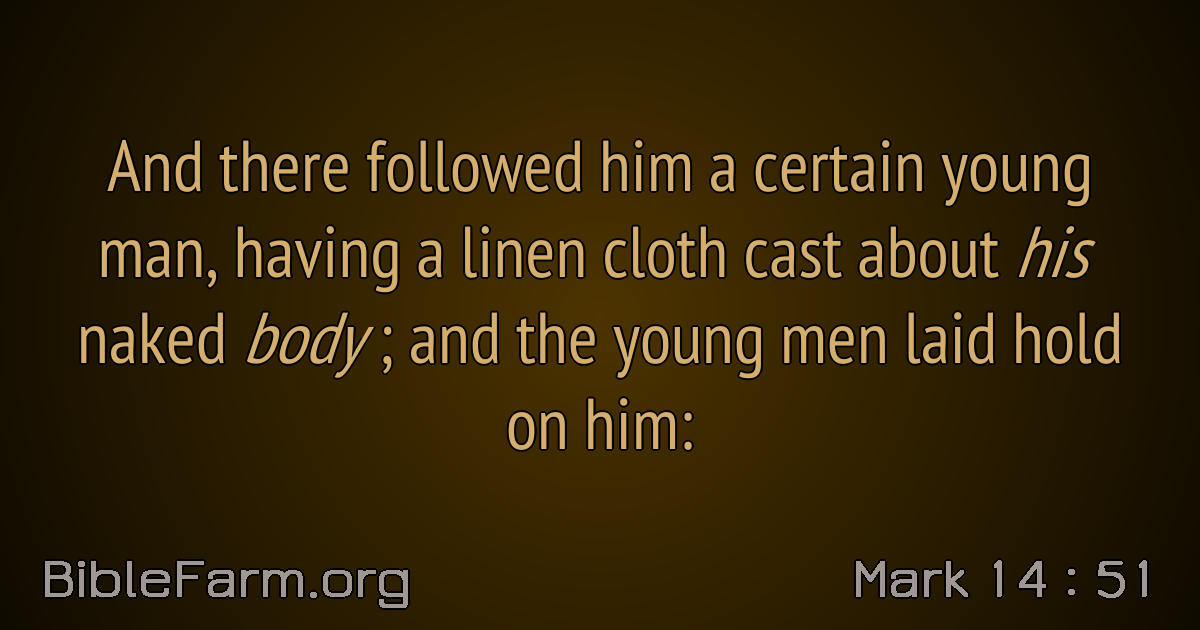 And there followed him a certain young
man, having a linen cloth cast about his
naked body ; and the young men laid hold
on him:
BibleFarm.org
Mark 14 : 51